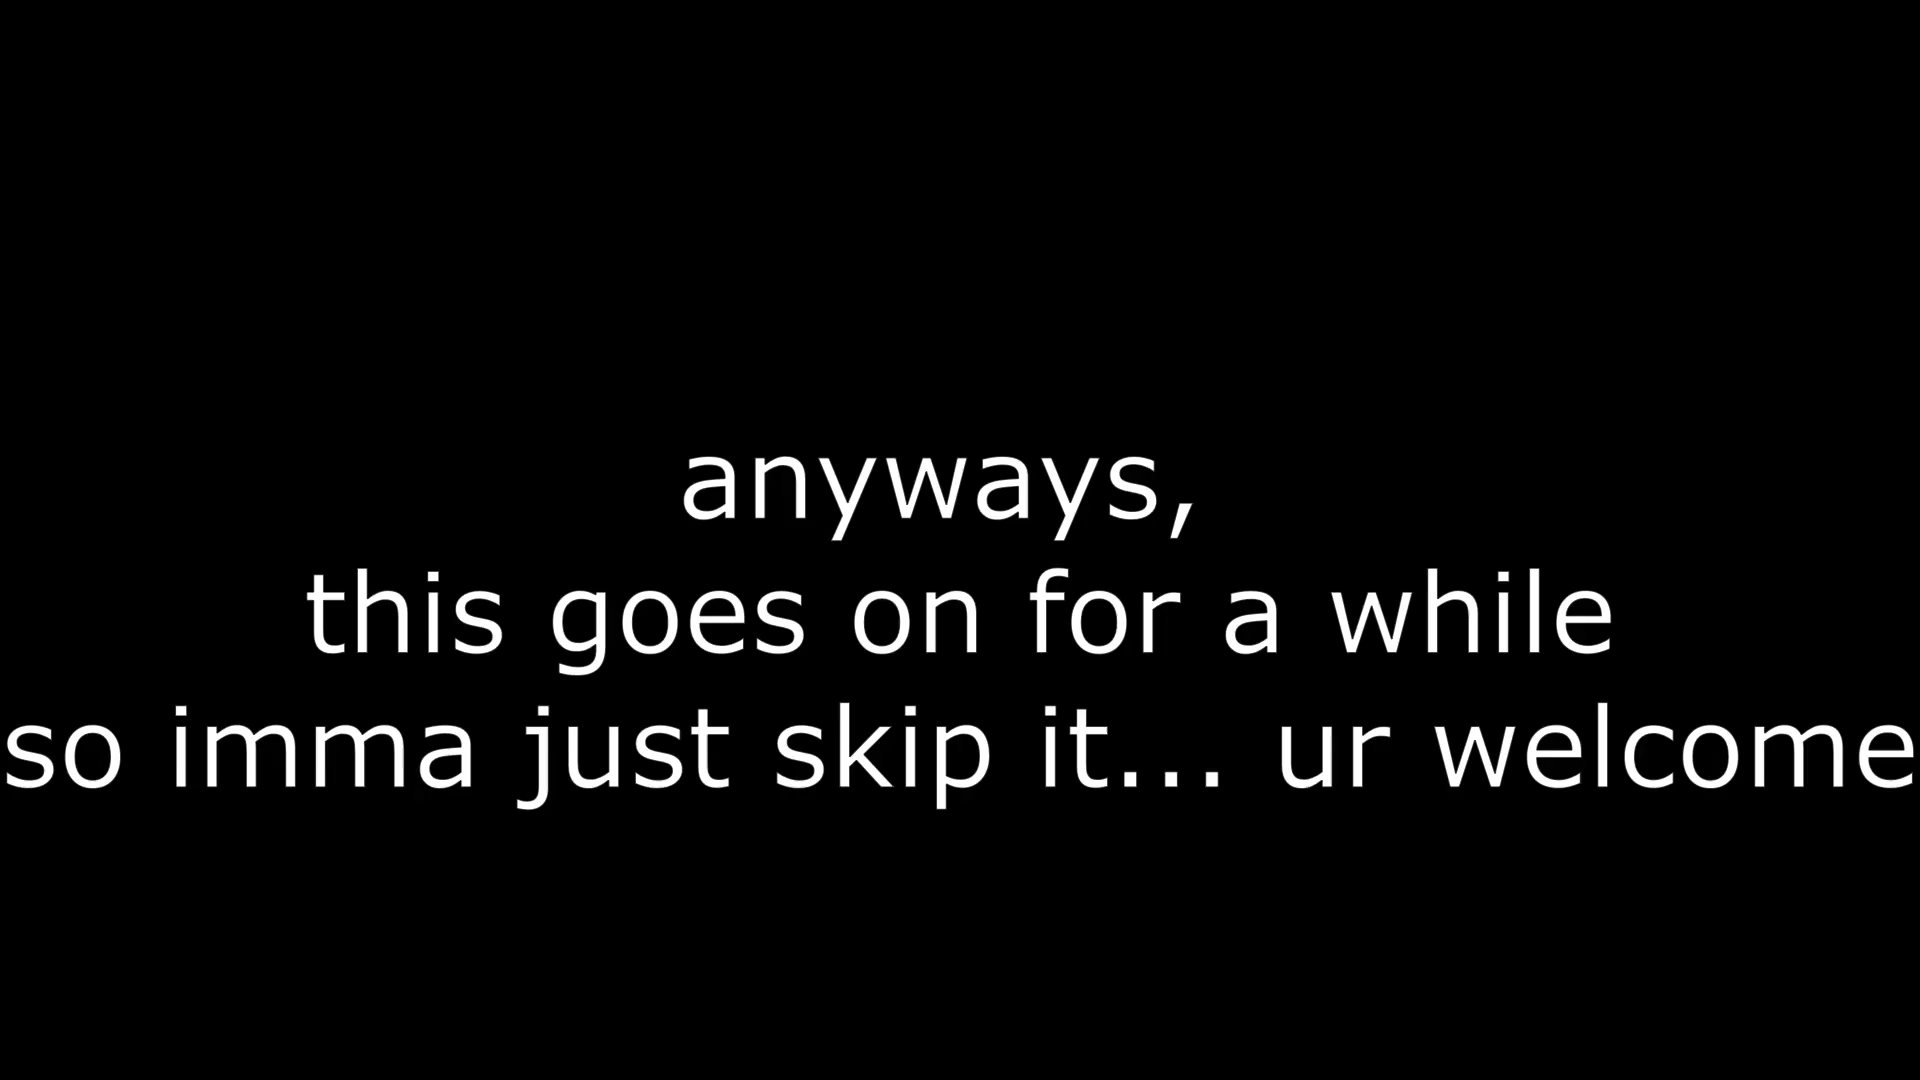 anyways,
this goes on for a while
so imma just skip it... ur welcome